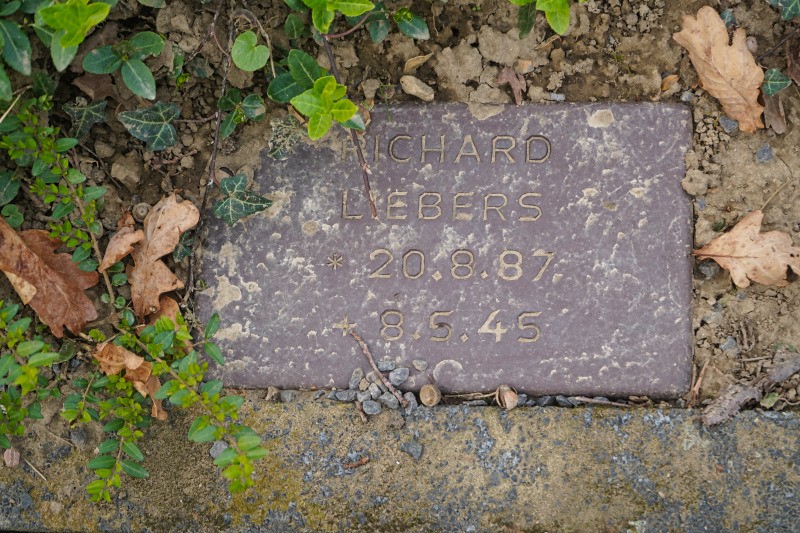 RICHARD
LIEBERS
* 20.8.87
+ 8.5.45